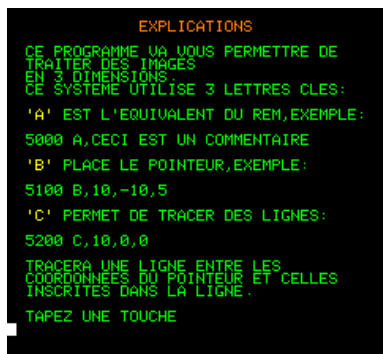 EXPLICATIONS
CE PROGRAMME VA VOUS PERMETTRE DE
TRAITER DES IMAGES
EN 3 DIMENSIONS.
CE SYSTEME UTILISE 3 LETTRES CLES:
'A' EST L'EQUIVALENT DU REM,EXEMPLE:
5000 A,CECI EST UN COMMENTAIRE
'B' PLACE LE POINTEUR,EXEMPLE:
5100 B,10,-10,5
'C' PERMET DE TRACER DES LIGNES:
5200 C,10,0,0
TRACERA UNE LIGNE ENTRE LES
COORDONNEES DU POINTEUR ET CELLES
INSCRITES DANS LA LIGNE.
TAPEZ UNE TOUCHE